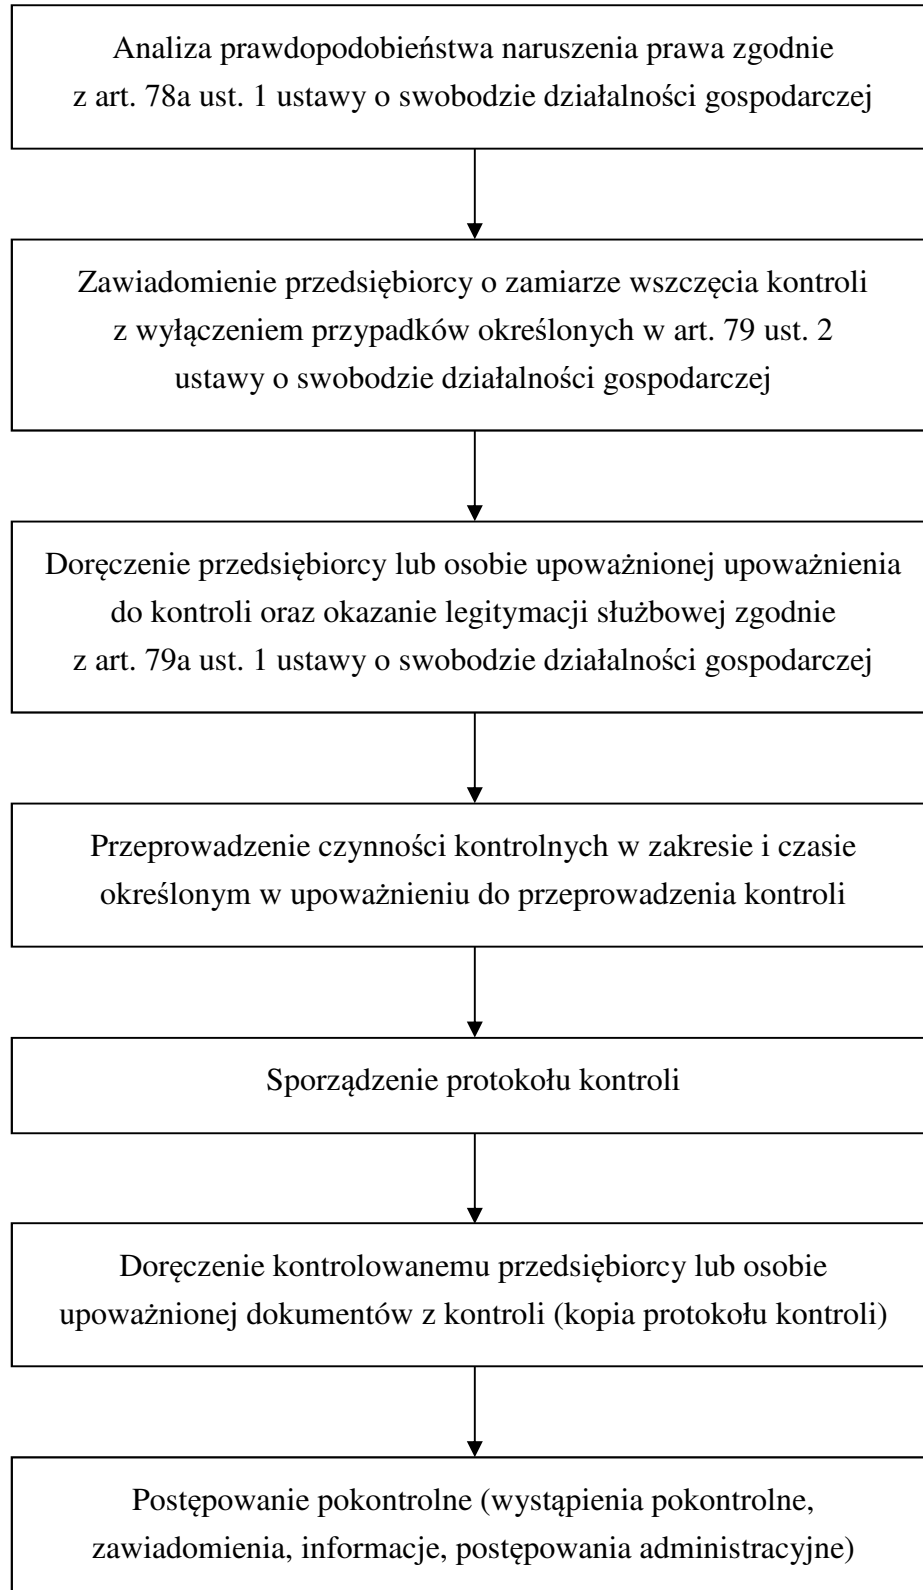 Analiza prawdopodobieństwa naruszenia prawa zgodnie
z art. 78a ust. 1 ustawy o swobodzie działalności gospodarczej
Zawiadomienie przedsiębiorcy o zamiarze wszczęcia kontroli
z wyłączeniem przypadków określonych w art. 79 ust. 2
ustawy o swobodzie działalności gospodarczej
Doręczenie przedsiębiorcy lub osobie upoważnionej upoważnienia
do kontroli oraz okazanie legitymacji służbowej zgodnie
z art. 79a ust. 1 ustawy o swobodzie działalności gospodarczej
Przeprowadzenie czynności kontrolnych w zakresie i czasie
określonym w upoważnieniu do przeprowadzenia kontroli
Sporządzenie protokołu kontroli
Doręczenie kontrolowanemu przedsiębiorcy lub osobie
upoważnionej dokumentów z kontroli (kopia protokołu kontroli)
Postępowanie pokontrolne (wystąpienia pokontrolne,
zawiadomienia, informacje, postępowania administracyjne)